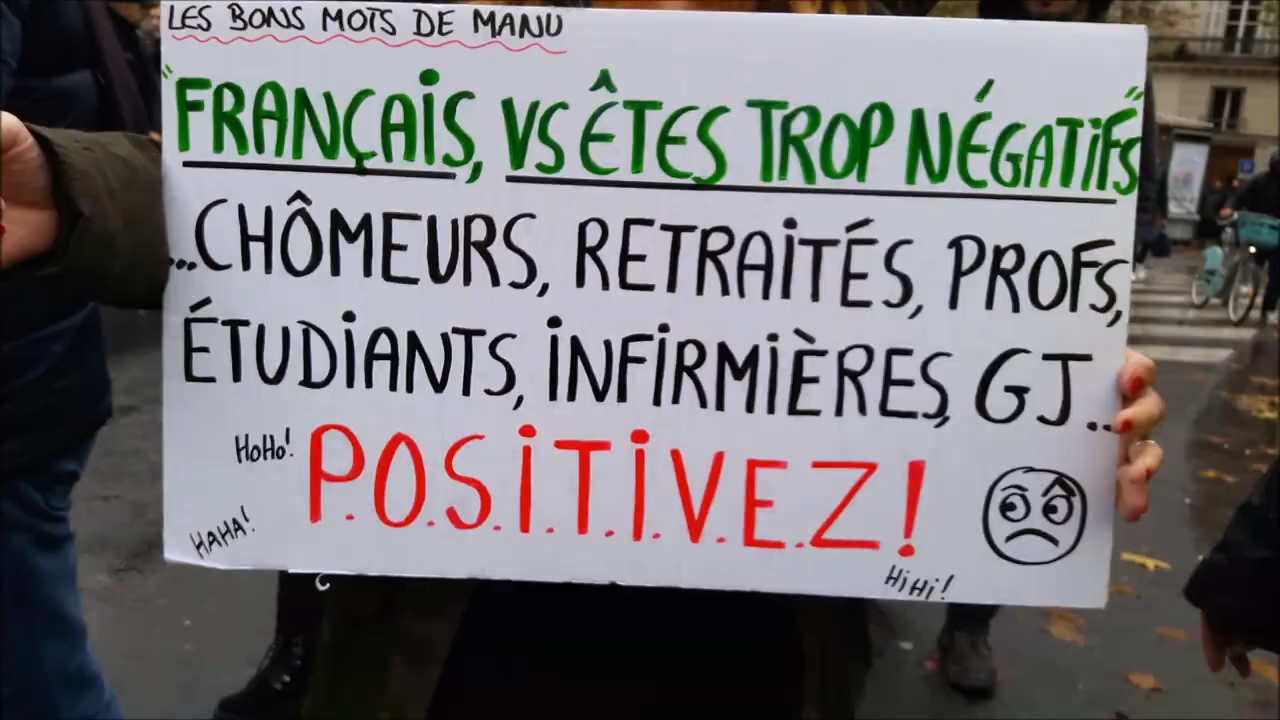 LES BONS MOTS DE MANU
"FRANÇAiS, VS ÊTES TROP NÉGATiFS"
...CHÔMEURS, RETRAiTÉS, PROFS,
ÉTUDiANTS, iNFiRMiÈRES, GJ...
HoHo! P.O.S.i.T.i.V.E.Z!
HAHA!
HiHi!